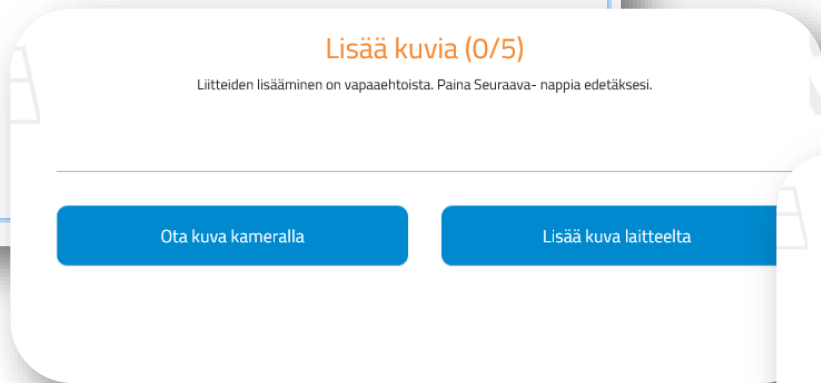 Lisää kuvia (0/5)
Liitteiden lisääminen on vapaaehtoista. Paina Seuraava- nappia edetäksesi.
Ota kuva kameralla
Lisää kuva laitteelta